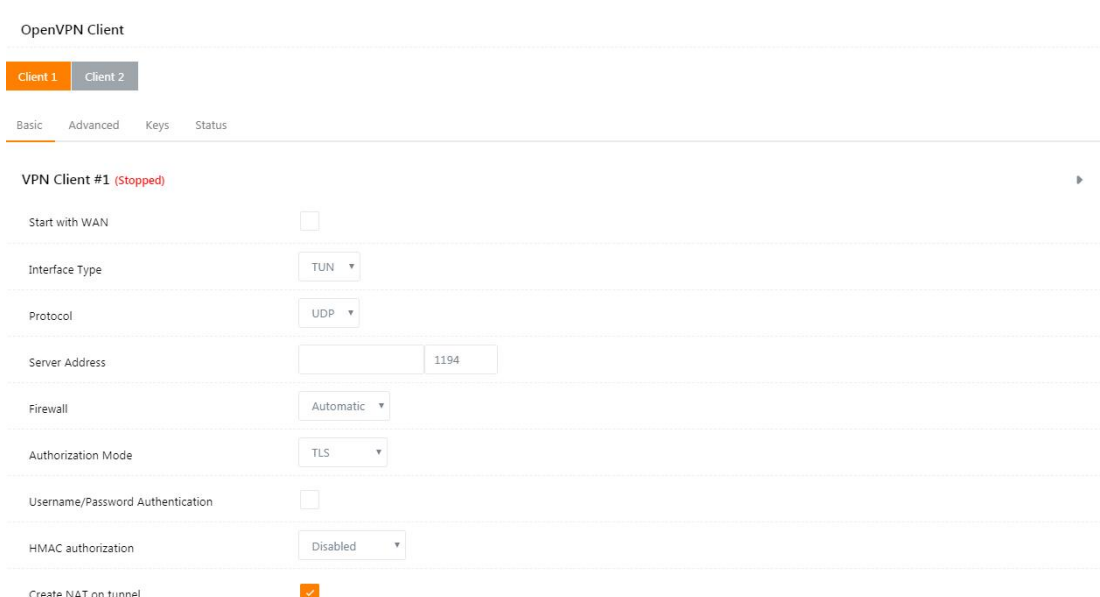 OpenVPN Client
Client 1 Client 2
Basic Advanced Keys Status
VPN Client #1 (Stopped)
Start with WAN
Interface Type TUN
Protocol UDP
Server Address 1194
Firewall Automatic
Authorization Mode TLS
Username/Password Authentication
HMAC authorization Disabled
Create NAT on tunnel